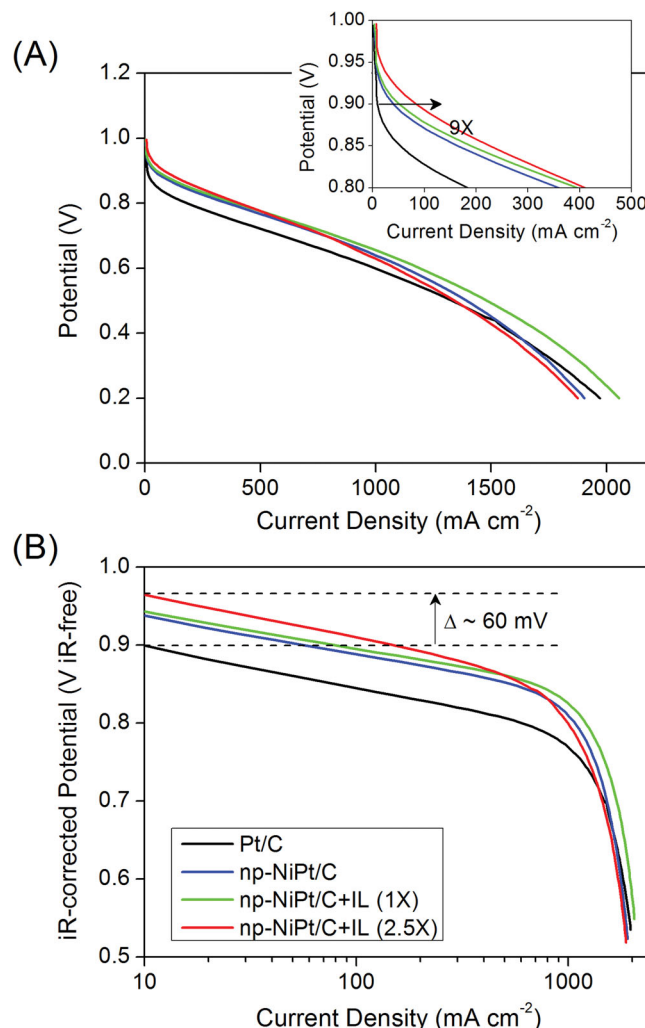 (A)
1.2
1.0
0.8
0.6
0.4
0.2
0.0
Potential (V)
0
500
1000
1500
2000
Current Density (mA cm⁻²)
1.00
0.95
0.90
0.85
0.80
Potential (V)
9X
0
100
200
300
400
500
Current Density (mA cm⁻²)
(B)
1.0
0.9
0.8
0.7
0.6
0.5
iR-corrected Potential (V iR-free)
Δ ~ 60 mV
Pt/C
np-NiPt/C
np-NiPt/C+IL (1X)
np-NiPt/C+IL (2.5X)
10
100
1000
Current Density (mA cm⁻²)